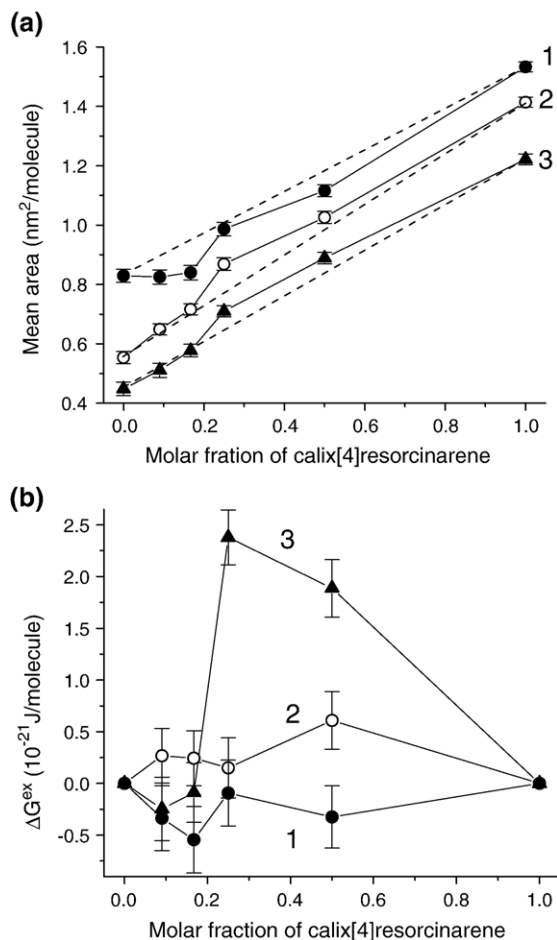 (a)
1.6
1.4
1.2
1.0
0.8
0.6
0.4
Mean area (nm²/molecule)
1
2
3
0.0 0.2 0.4 0.6 0.8 1.0
Molar fration of calix[4]resorcinarene
(b)
2.5
2.0
1.5
1.0
0.5
0.0
-0.5
ΔG^ex (10^-21 J/molecule)
3
2
1
0.0 0.2 0.4 0.6 0.8 1.0
Molar fraction of calix[4]resorcinarene